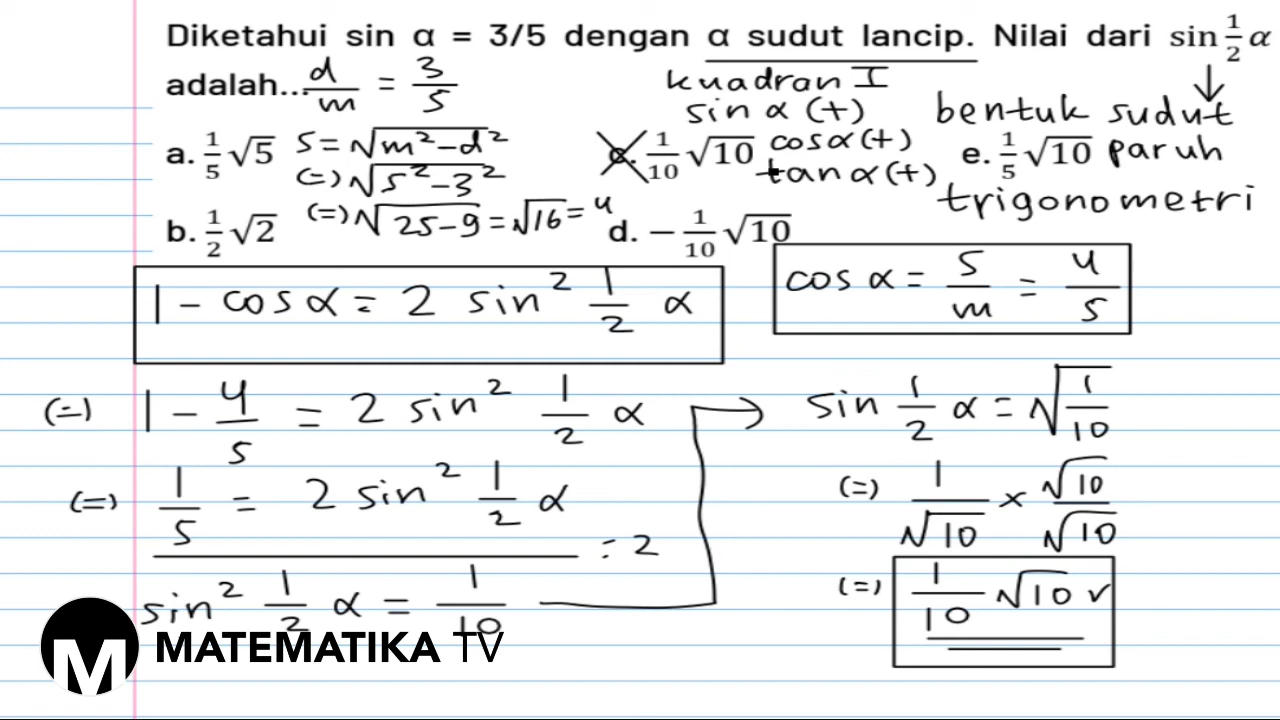 Diketahui sin α = 3/5 dengan α sudut lancip. Nilai dari sin 1/2 α
adalah... d/m = 3/5
kuadran I
sin α (+)
cos α (+)
tan α (+)
bentuk sudut
paruh
trigonometri
a. 1/5 √5
s = √m² - d²
(=) √5² - 3²
(=) √25 - 9 = √16 = 4
b. 1/2 √2
c. 1/10 √10
d. - 1/10 √10
e. 1/5 √10
1 - cos α = 2 sin² 1/2 α
cos α = s/m = 4/5
(=) 1 - 4/5 = 2 sin² 1/2 α
(=) 1/5 = 2 sin² 1/2 α
: 2
sin² 1/2 α = 1/10
sin 1/2 α = √1/10
(=) 1/√10 × √10/√10
(=) 1/10 √10 v
M MATEMATIKA TV